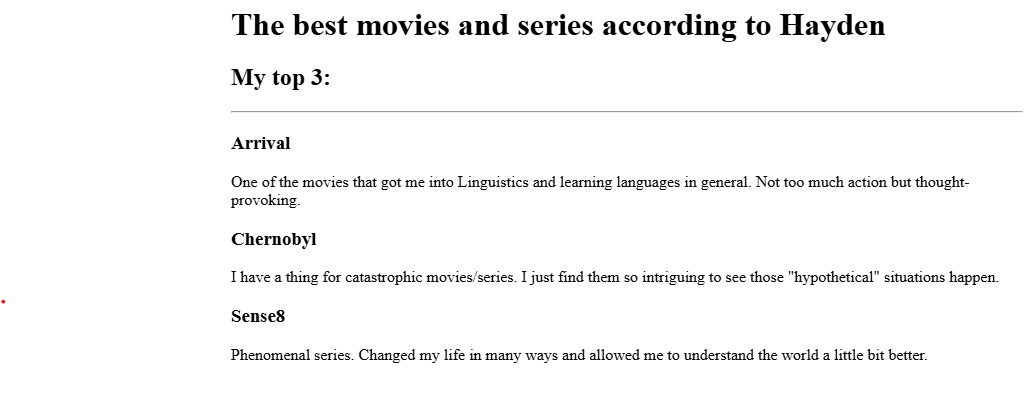 The best movies and series according to Hayden
My top 3:
Arrival
One of the movies that got me into Linguistics and learning languages in general. Not too much action but thought-
provoking.
Chernobyl
I have a thing for catastrophic movies/series. I just find them so intriguing to see those "hypothetical" situations happen.
Sense8
Phenomenal series. Changed my life in many ways and allowed me to understand the world a little bit better.